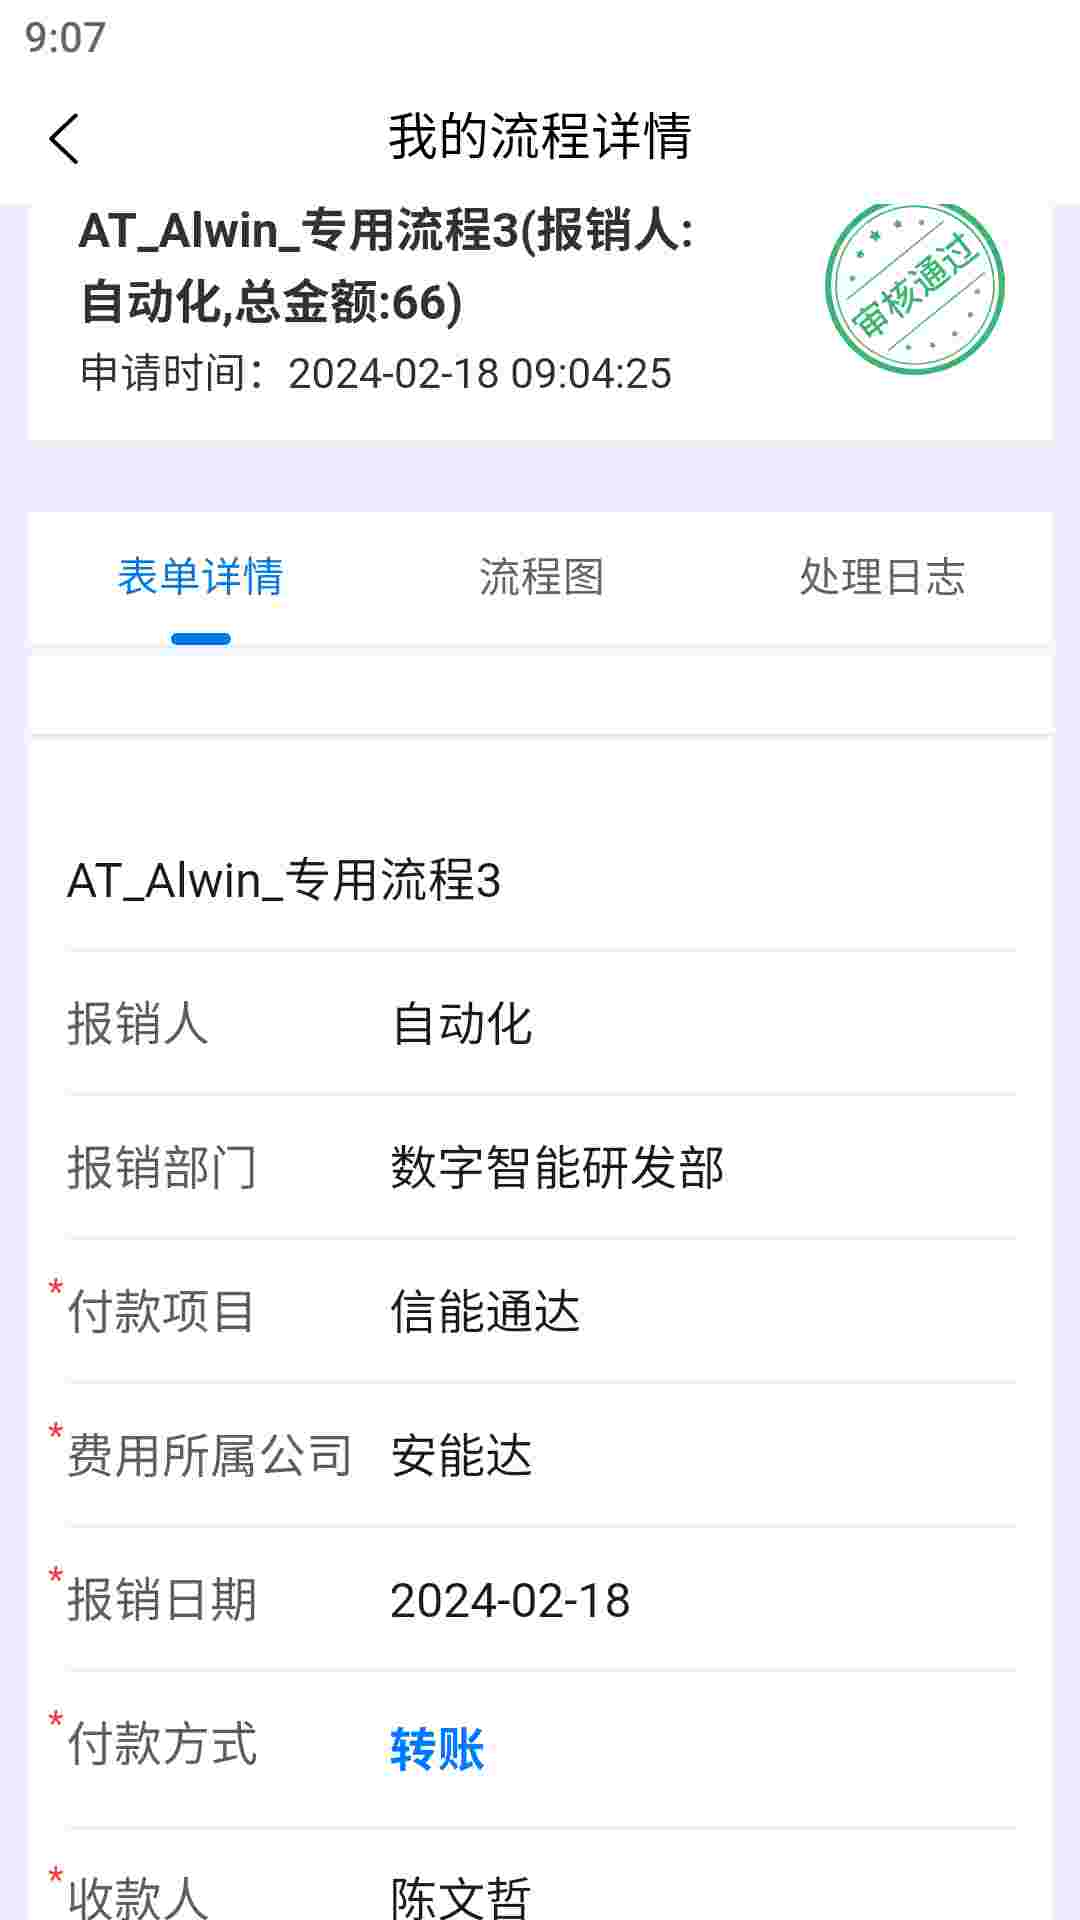 9:07
我的流程详情
AT_Alwin_专用流程3(报销人:
自动化,总金额:66)
审核通过
申请时间：2024-02-18 09:04:25
表单详情
流程图
处理日志
AT_Alwin_专用流程3
报销人 自动化
报销部门 数字智能研发部
*付款项目 信能通达
*费用所属公司 安能达
*报销日期 2024-02-18
*付款方式 转账
*收款人 陈文哲